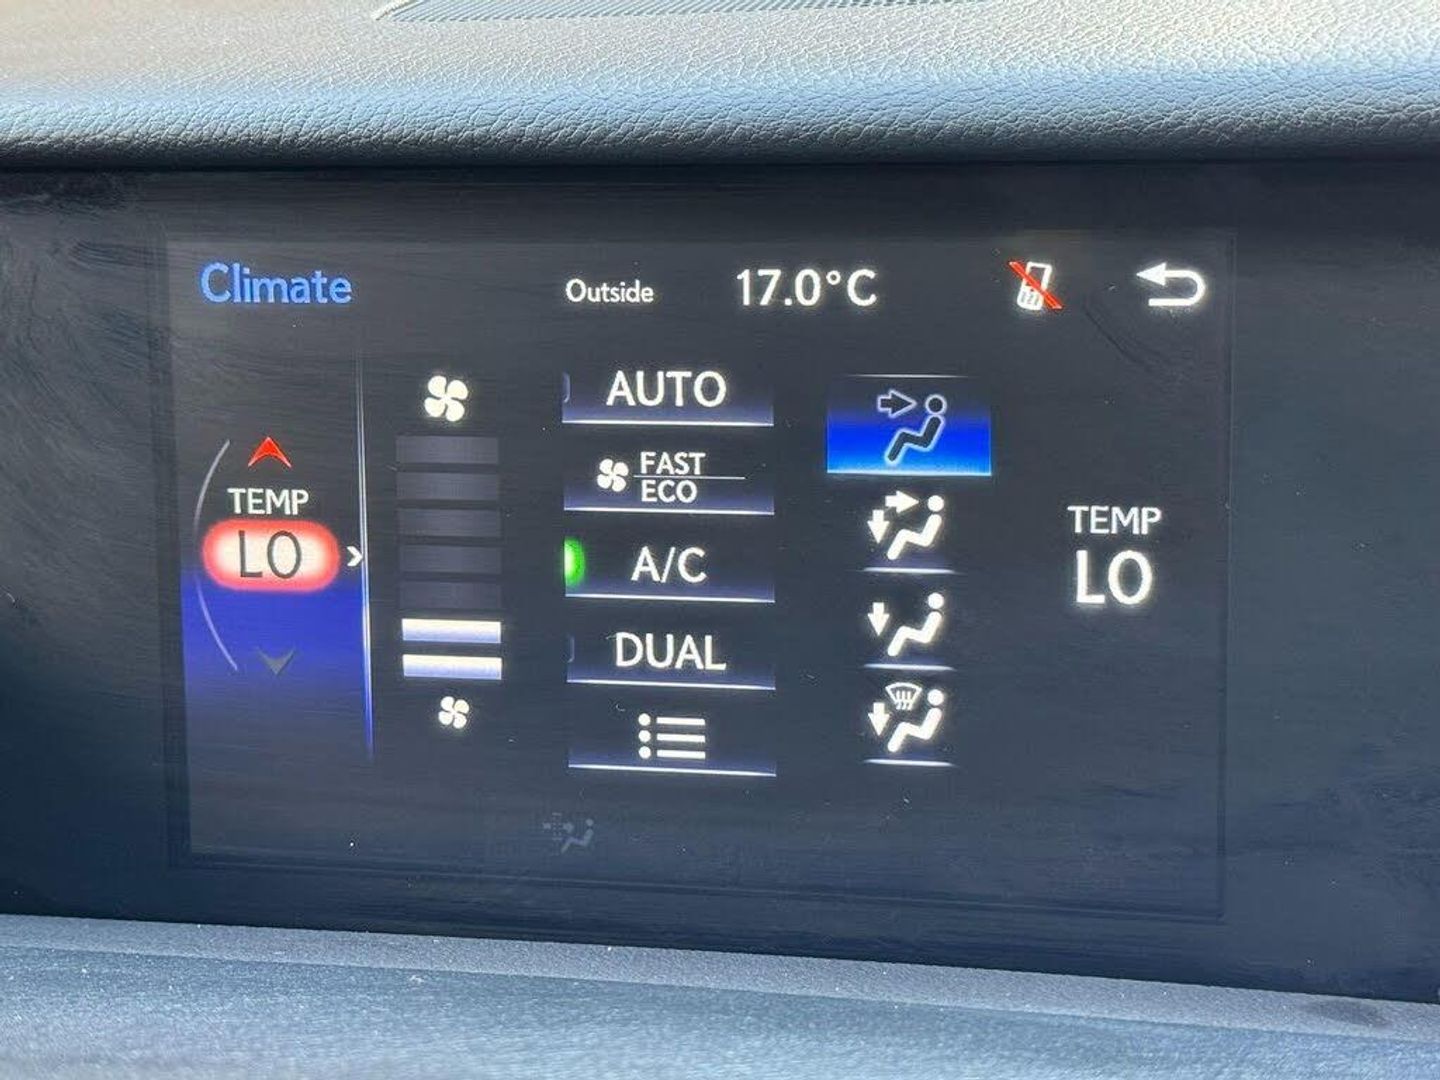 Climate
Outside 17.0°C
AUTO
FAST
ECO
TEMP
LO
A/C
DUAL
TEMP
LO